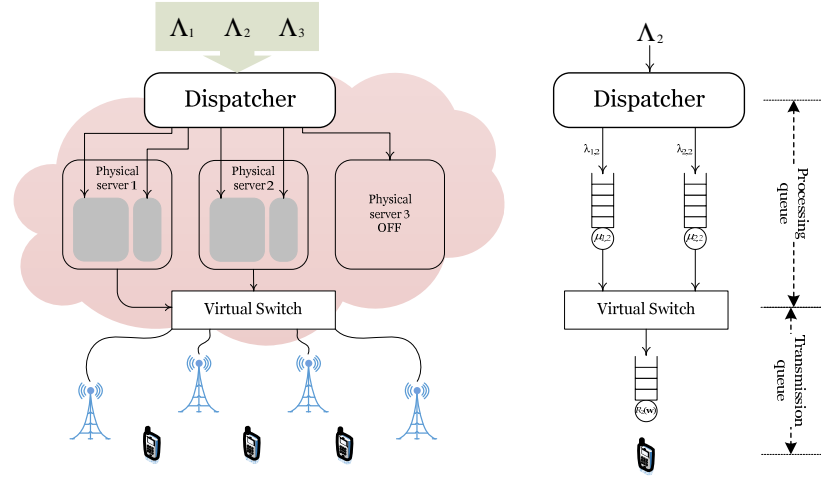 Λ1 Λ2 Λ3
Dispatcher
Physical
server 1
Physical
server 2
Physical
server 3
OFF
Virtual Switch
Λ2
Dispatcher
λ1,2 λ2,2
μ1,2 μ2,2
Virtual Switch
R2(w)
Processing
queue
Transmission
queue